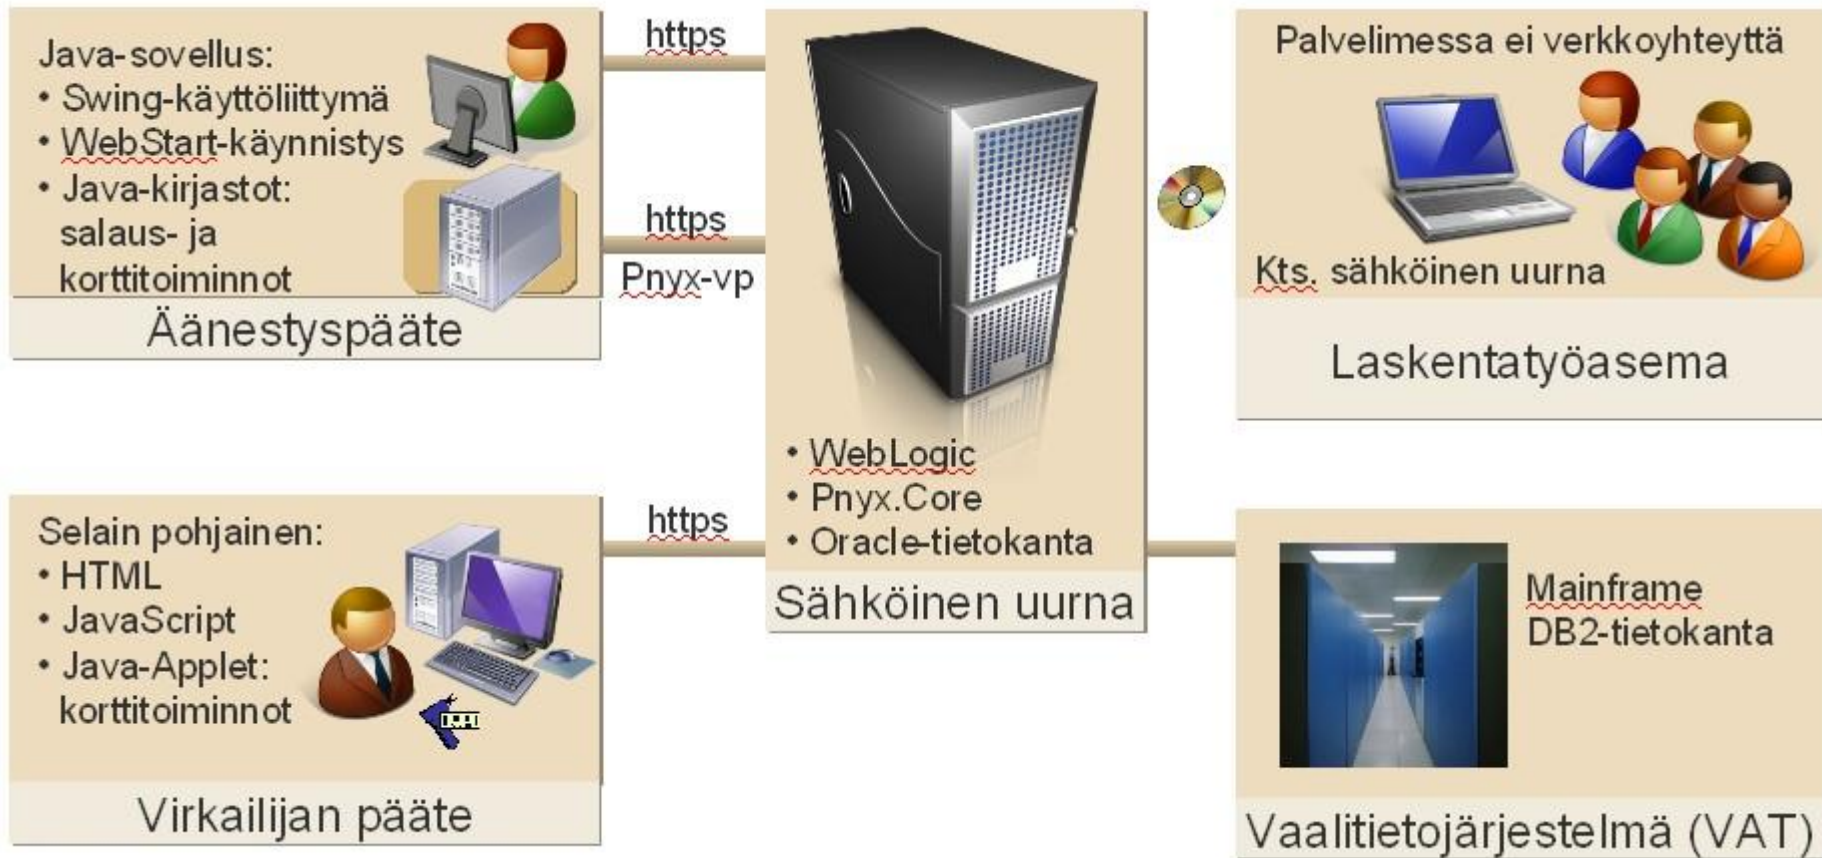 Java-sovellus:
• Swing-käyttöliittymä
• WebStart-käynnistys
• Java-kirjastot:
salaus- ja
korttitoiminnot
Äänestyspääte
https
https
Pnyx-vp
• WebLogic
• Pnyx.Core
• Oracle-tietokanta
Sähköinen uurna
Palvelimessa ei verkkoyhteyttä
Kts. sähköinen uurna
Laskentatyöasema
Selain pohjainen:
• HTML
• JavaScript
• Java-Applet:
korttitoiminnot
Virkailijan pääte
https
Mainframe
DB2-tietokanta
Vaalitietojärjestelmä (VAT)